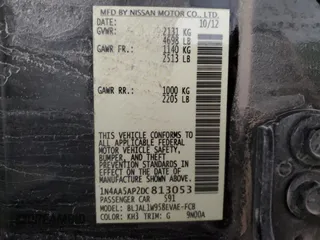 MFD BY NISSAN MOTOR CO., LTD.
10/12
GVWR: 2131 KG
4698 LB
GAWR FR: 1140 KG
2513 LB
GAWR RR: 1000 KG
2205 LB
THIS VEHICLE CONFORMS TO ALL
APPLICABLE U.S. FEDERAL
MOTOR VEHICLE SAFETY,
BUMPER, AND THEFT
PREVENTION STANDARDS
IN EFFECT ON THE DATE OF
MANUFACTURE SHOWN ABOVE.
1N4AA5AP2DC813053
PASSENGER CAR S91
MODEL: BLJALJW958EVAE-FCB
COLOR: KH3 TRIM: G 9N00A